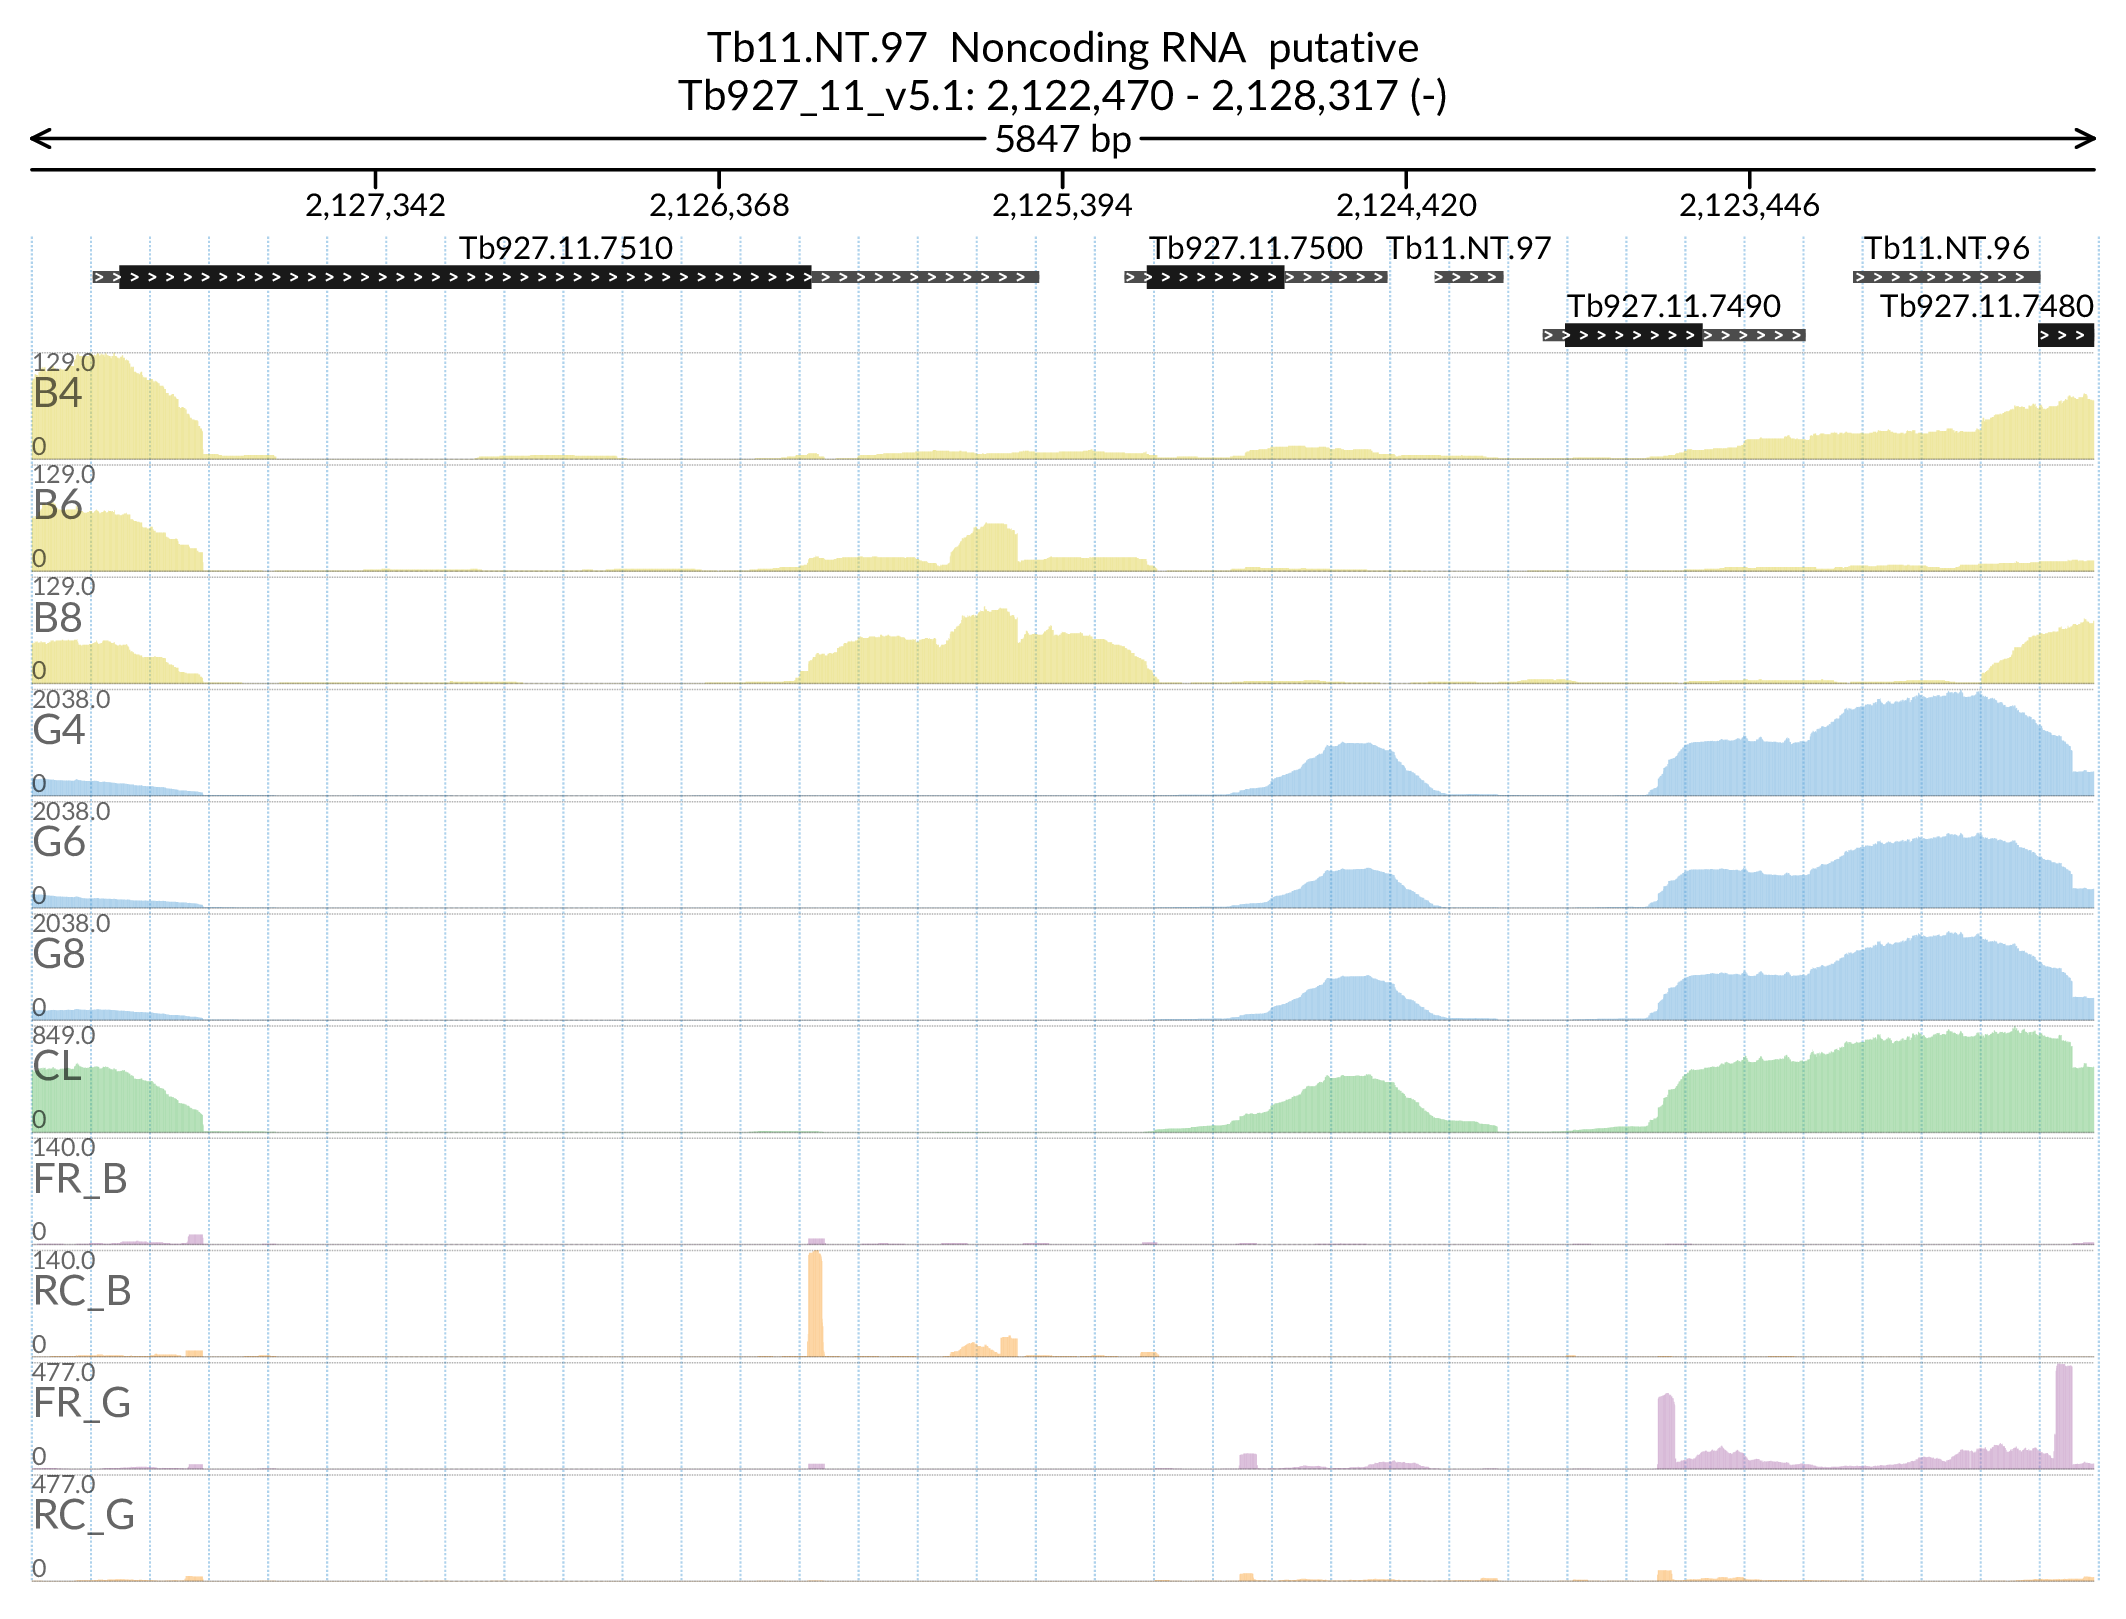 Tb11.NT.97  Noncoding RNA  putative
Tb927_11_v5.1: 2,122,470 - 2,128,317 (-)
5847 bp
2,127,342 2,126,368 2,125,394 2,124,420 2,123,446
Tb927.11.7510 Tb927.11.7500 Tb11.NT.97 Tb11.NT.96
Tb927.11.7490 Tb927.11.7480
129.0
B4
0
129.0
B6
0
129.0
B8
0
2038.0
G4
0
2038.0
G6
0
2038.0
G8
0
849.0
CL
0
140.0
FR_B
0
140.0
RC_B
0
477.0
FR_G
0
477.0
RC_G
0